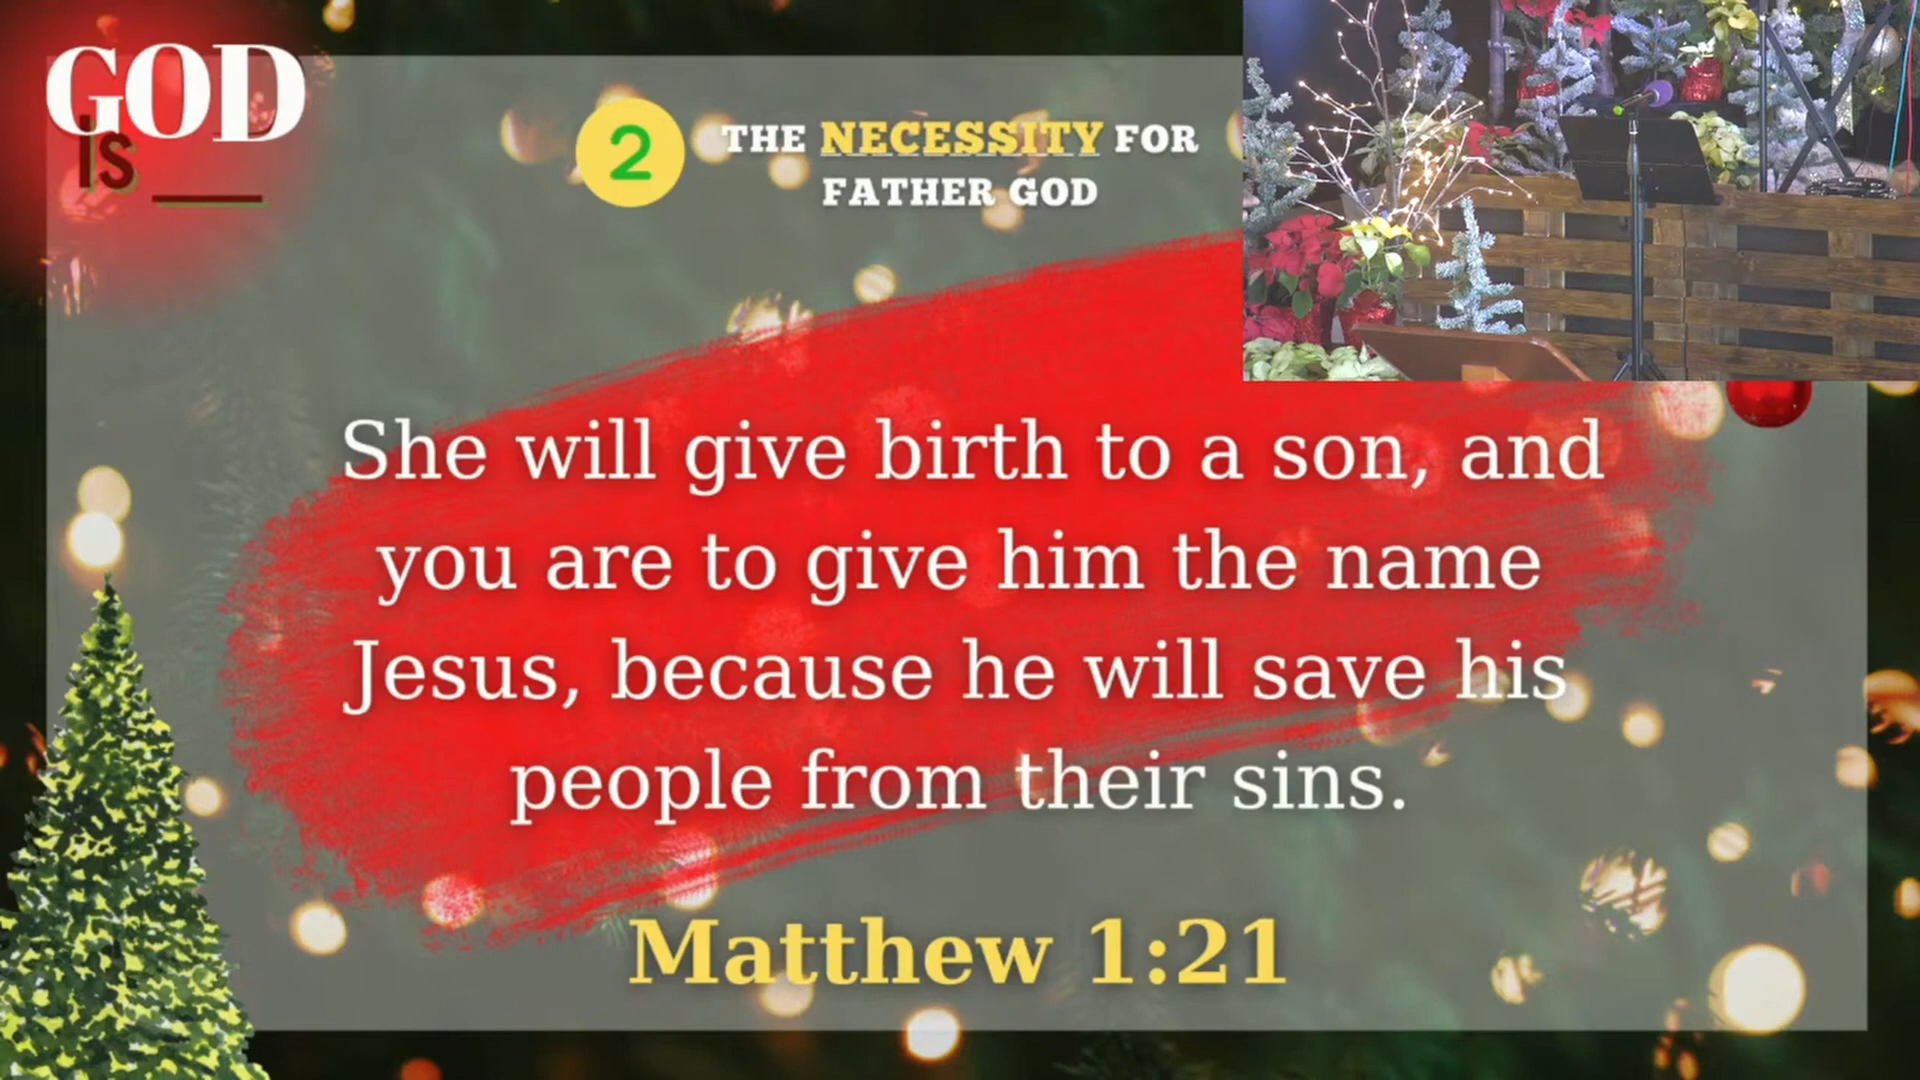 GOD
Is ___
2
THE NECESSITY FOR
FATHER GOD
She will give birth to a son, and
you are to give him the name
Jesus, because he will save his
people from their sins.
Matthew 1:21